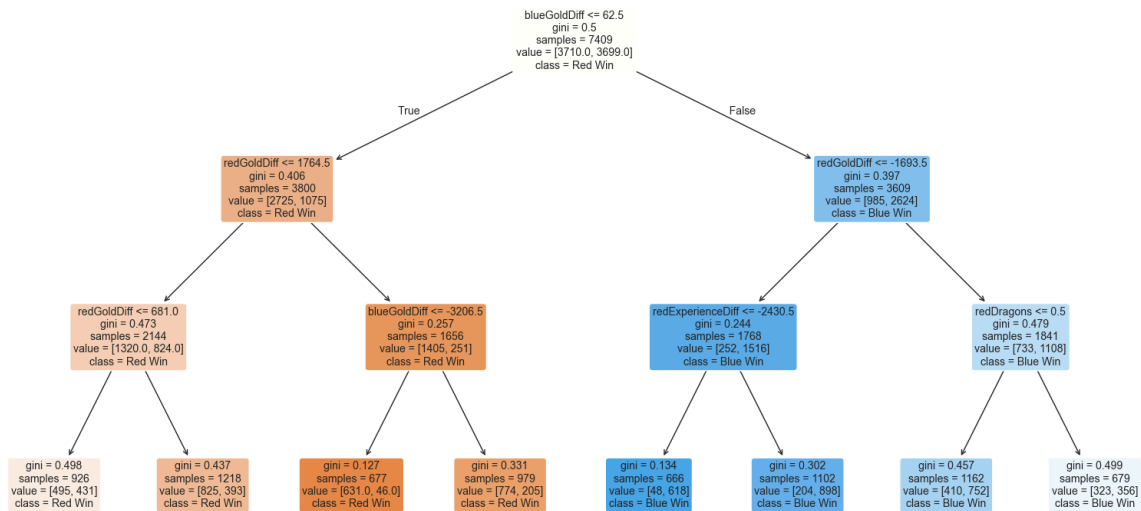 blueGoldDiff <= 62.5
gini = 0.5
samples = 7409
value = [3710.0, 3699.0]
class = Red Win
True
False
redGoldDiff <= 1764.5
gini = 0.406
samples = 3800
value = [2725, 1075]
class = Red Win
redGoldDiff <= -1693.5
gini = 0.397
samples = 3609
value = [985, 2624]
class = Blue Win
redGoldDiff <= 681.0
gini = 0.473
samples = 2144
value = [1320.0, 824.0]
class = Red Win
blueGoldDiff <= -3206.5
gini = 0.257
samples = 1656
value = [1405, 251]
class = Red Win
redExperienceDiff <= -2430.5
gini = 0.244
samples = 1768
value = [252, 1516]
class = Blue Win
redDragons <= 0.5
gini = 0.479
samples = 1841
value = [733, 1108]
class = Blue Win
gini = 0.498
samples = 926
value = [495, 431]
class = Red Win
gini = 0.437
samples = 1218
value = [825, 393]
class = Red Win
gini = 0.127
samples = 677
value = [631.0, 46.0]
class = Red Win
gini = 0.331
samples = 979
value = [774, 205]
class = Red Win
gini = 0.134
samples = 666
value = [48, 618]
class = Blue Win
gini = 0.302
samples = 1102
value = [204, 898]
class = Blue Win
gini = 0.457
samples = 1162
value = [410, 752]
class = Blue Win
gini = 0.499
samples = 679
value = [323, 356]
class = Blue Win